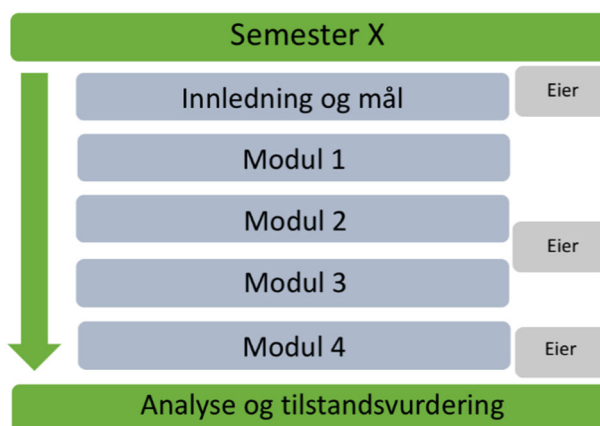 Semester X
Innledning og mål
Eier
Modul 1
Modul 2
Eier
Modul 3
Modul 4
Eier
Analyse og tilstandsvurdering